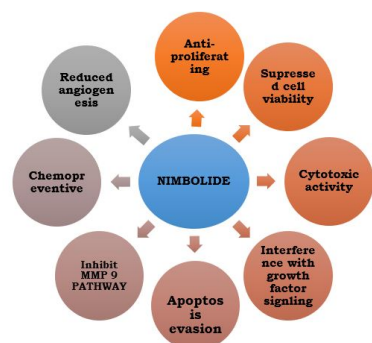 Anti-
proliferat
ing
Supresse
d cell
viability
Cytotoxic
activity
Interfere
nce with
growth
factor
signling
Apoptos
is
evasion
Inhibit
MMP 9
PATHWAY
Chemopr
eventive
Reduced
angiogen
esis
NIMBOLIDE